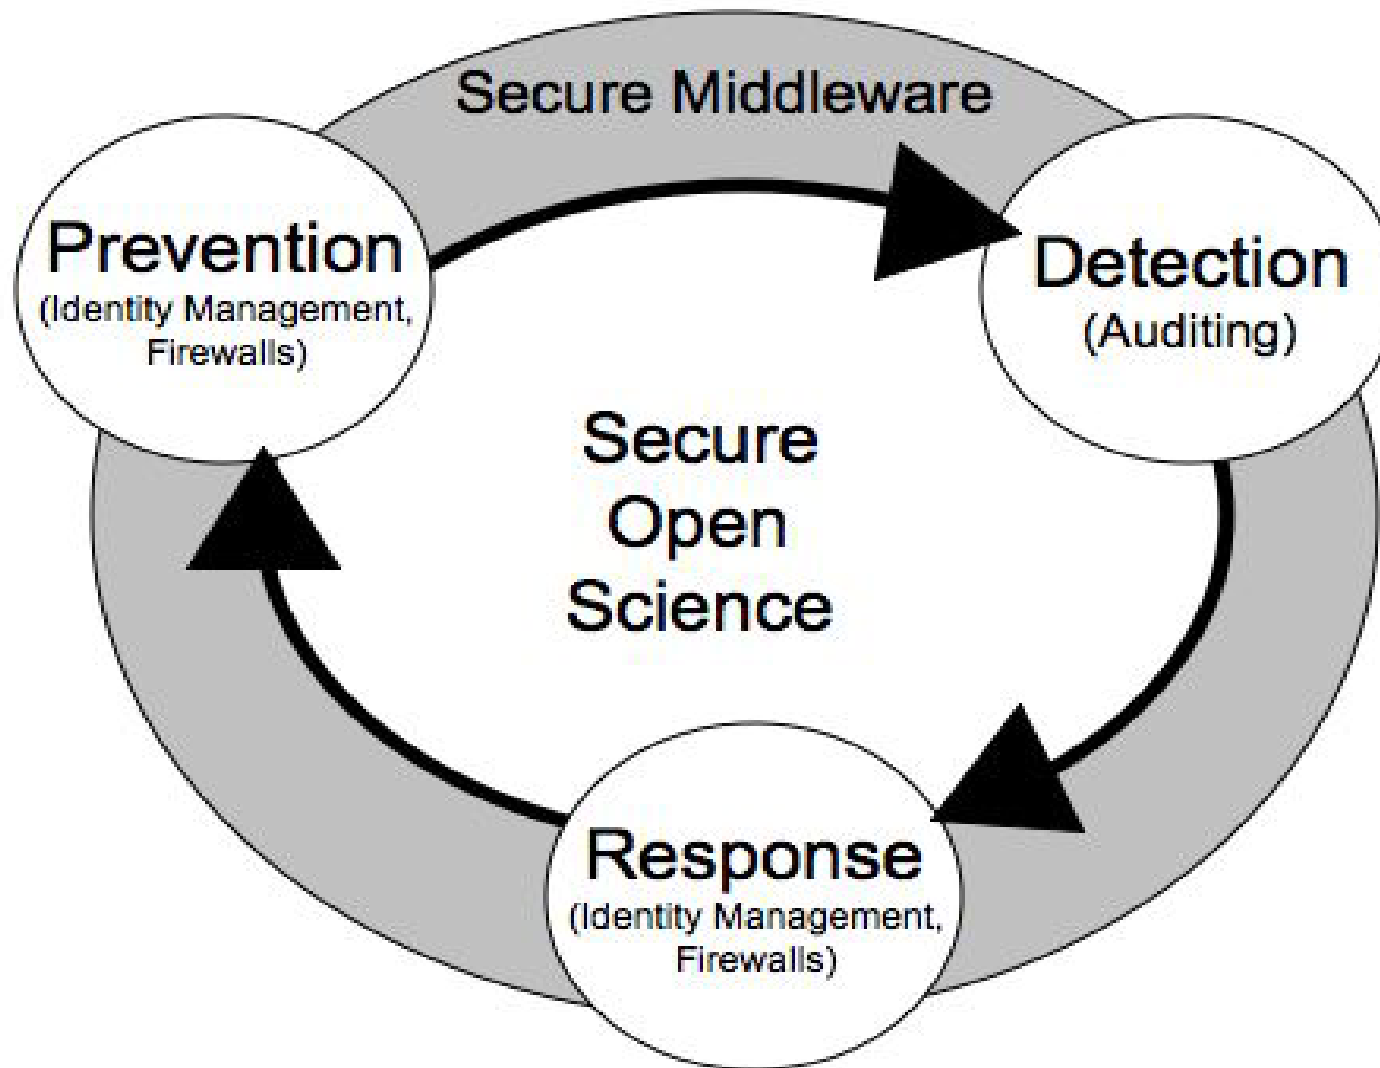 Secure Middleware
Prevention
(Identity Management,
Firewalls)
Detection
(Auditing)
Secure
Open
Science
Response
(Identity Management,
Firewalls)